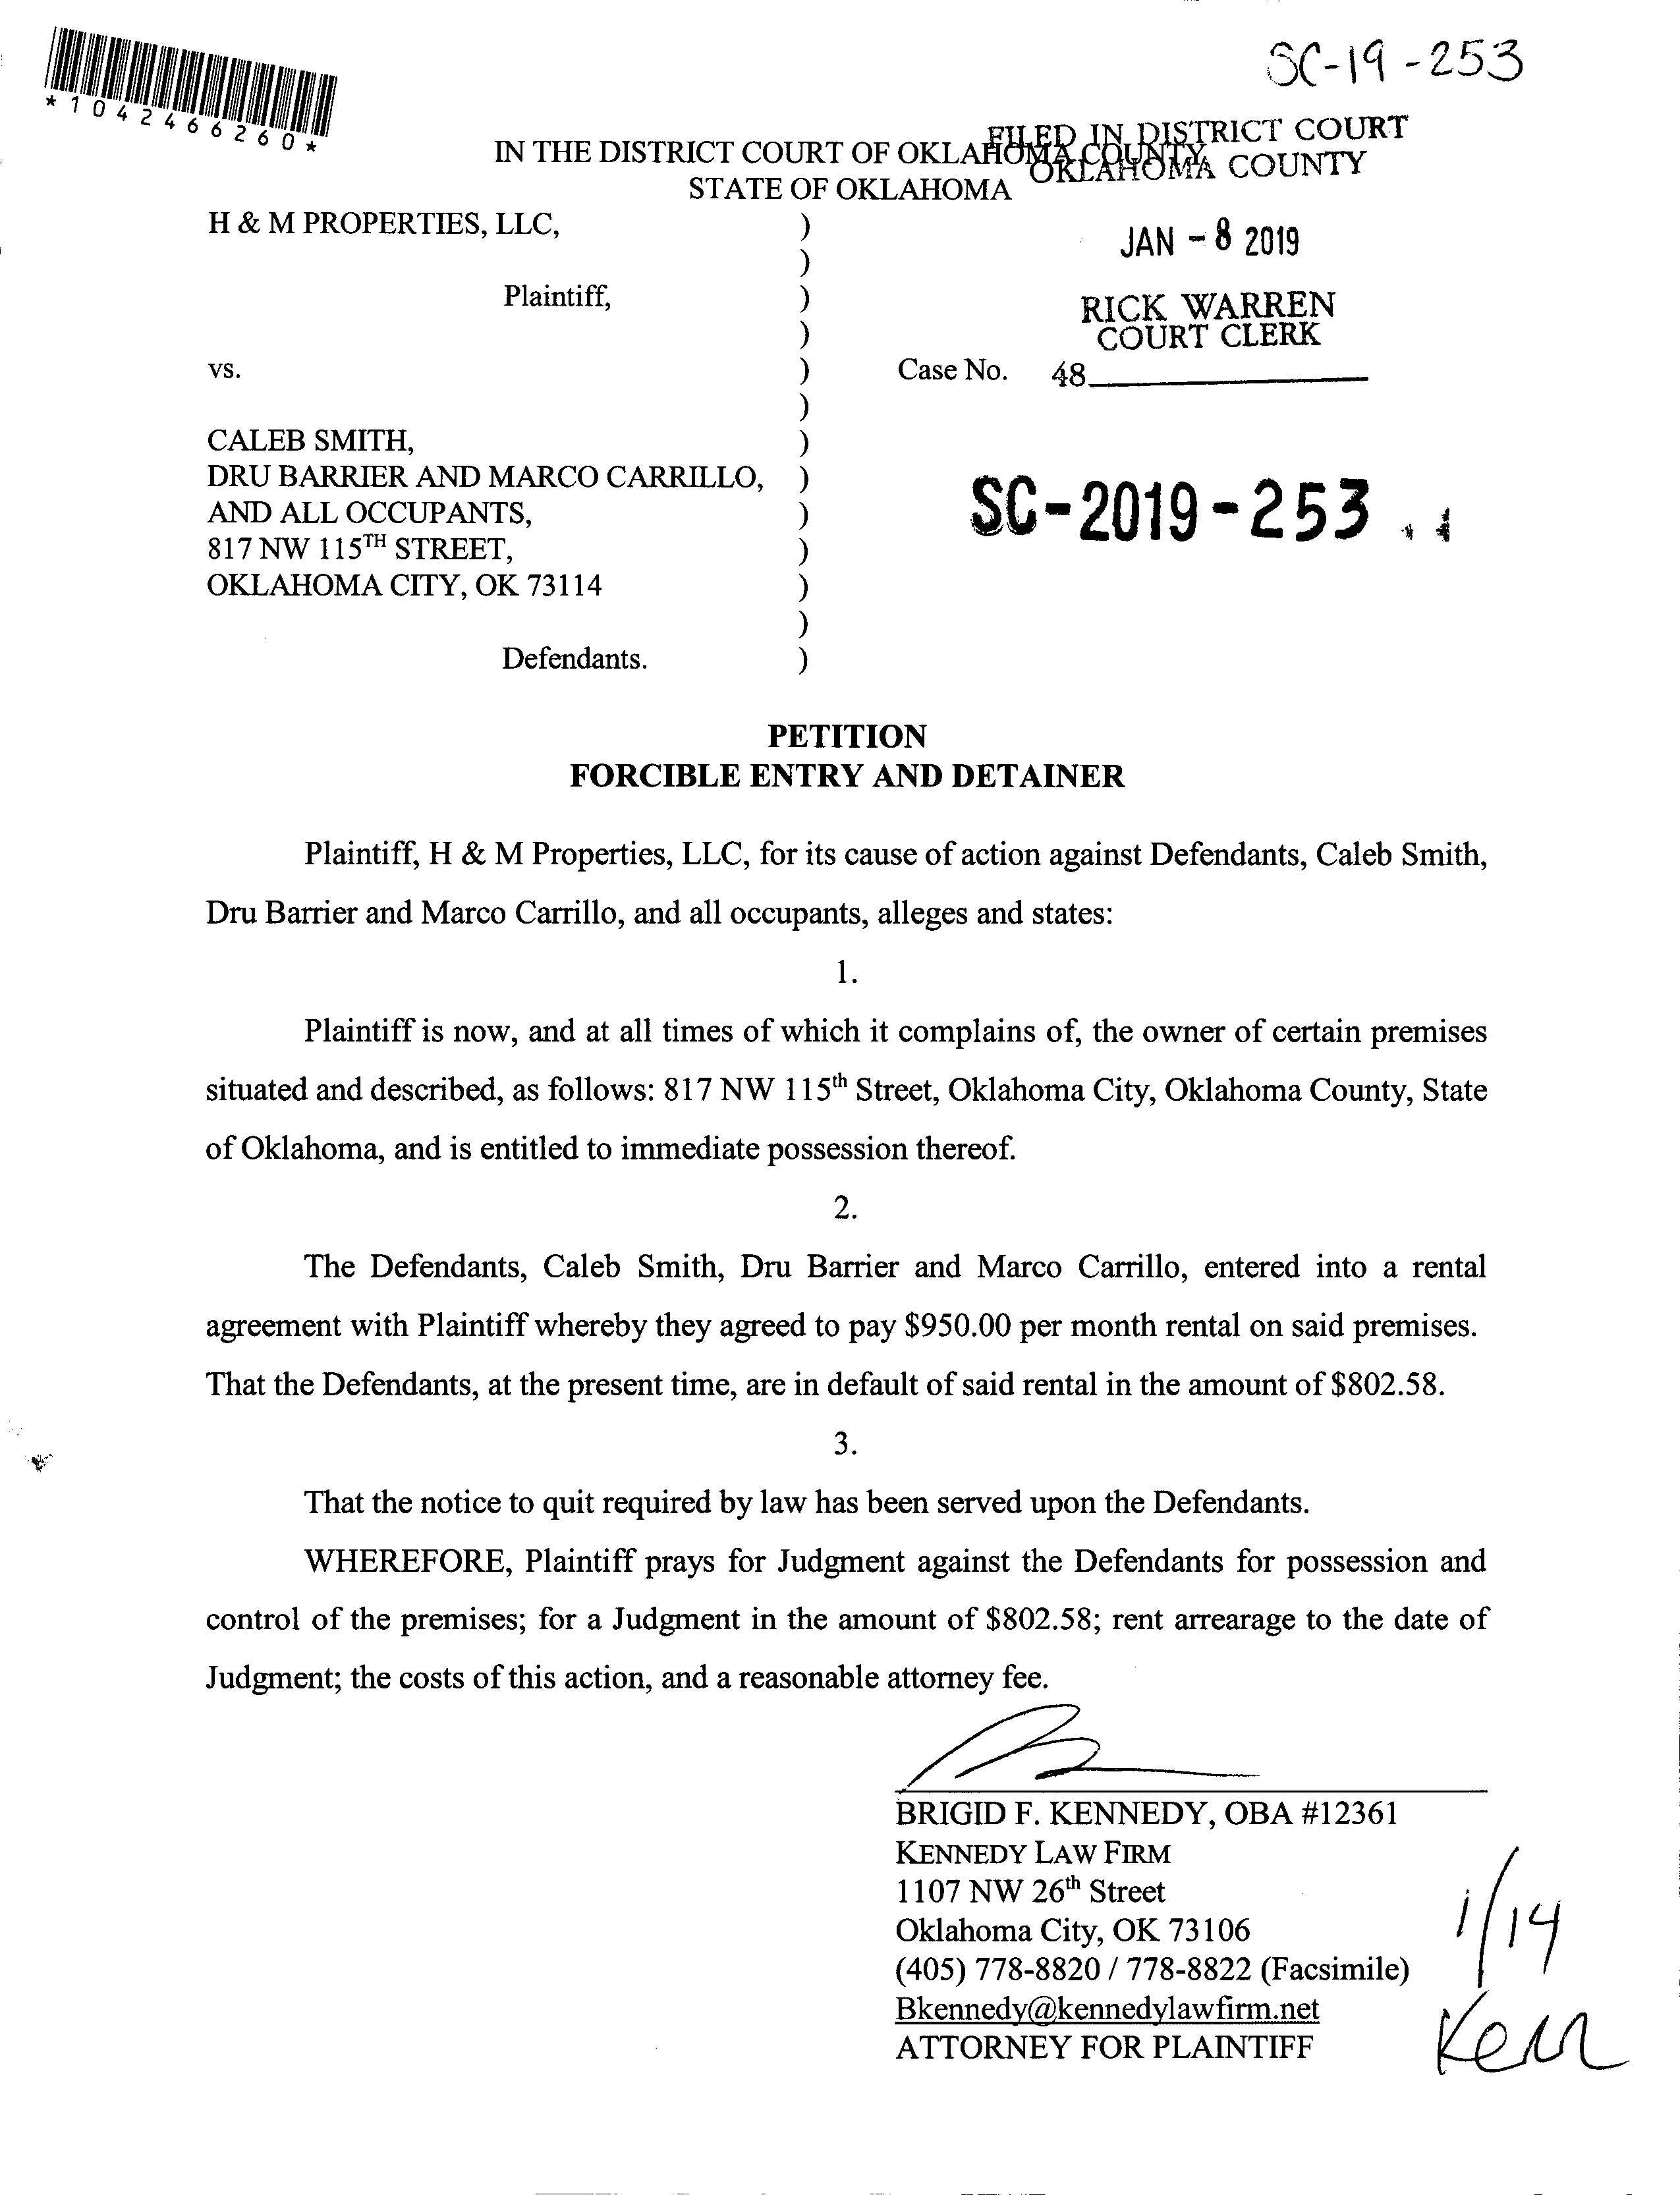 SC-19-253
*1042466260*
FILED IN DISTRICT COURT
OKLAHOMA COUNTY
IN THE DISTRICT COURT OF OKLAHOMA COUNTY
STATE OF OKLAHOMA
H & M PROPERTIES, LLC, )
)
JAN - 8 2019
Plaintiff, )
RICK WARREN
COURT CLERK
)
vs. ) Case No. 48
)
CALEB SMITH, )
DRU BARRIER AND MARCO CARRILLO, )
AND ALL OCCUPANTS, )
SC-2019-253
817 NW 115TH STREET, )
OKLAHOMA CITY, OK 73114 )
)
Defendants. )
PETITION
FORCIBLE ENTRY AND DETAINER
Plaintiff, H & M Properties, LLC, for its cause of action against Defendants, Caleb Smith,
Dru Barrier and Marco Carrillo, and all occupants, alleges and states:
1.
Plaintiff is now, and at all times of which it complains of, the owner of certain premises
situated and described, as follows: 817 NW 115th Street, Oklahoma City, Oklahoma County, State
of Oklahoma, and is entitled to immediate possession thereof.
2.
The Defendants, Caleb Smith, Dru Barrier and Marco Carrillo, entered into a rental
agreement with Plaintiff whereby they agreed to pay $950.00 per month rental on said premises.
That the Defendants, at the present time, are in default of said rental in the amount of $802.58.
3.
That the notice to quit required by law has been served upon the Defendants.
WHEREFORE, Plaintiff prays for Judgment against the Defendants for possession and
control of the premises; for a Judgment in the amount of $802.58; rent arrearage to the date of
Judgment; the costs of this action, and a reasonable attorney fee.
BRIGID F. KENNEDY, OBA #12361
KENNEDY LAW FIRM
1107 NW 26th Street
Oklahoma City, OK 73106
(405) 778-8820 / 778-8822 (Facsimile)
Bkennedy@kennedylawfirm.net
ATTORNEY FOR PLAINTIFF
1/14